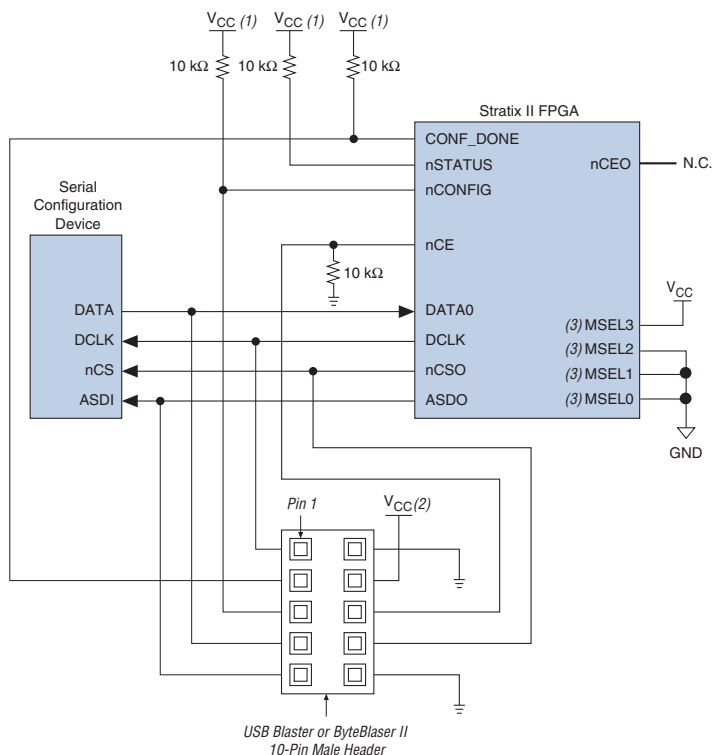 VCC (1) VCC (1) VCC (1)
10 kΩ 10 kΩ 10 kΩ
Stratix II FPGA
CONF_DONE
nSTATUS
nCONFIG
nCE
DATA0
DCLK
nCSO
ASDO
nCEO
N.C.
VCC
(3) MSEL3
(3) MSEL2
(3) MSEL1
(3) MSEL0
GND
10 kΩ
Serial
Configuration
Device
DATA
DCLK
nCS
ASDI
Pin 1
VCC (2)
USB Blaster or ByteBlaser II
10-Pin Male Header